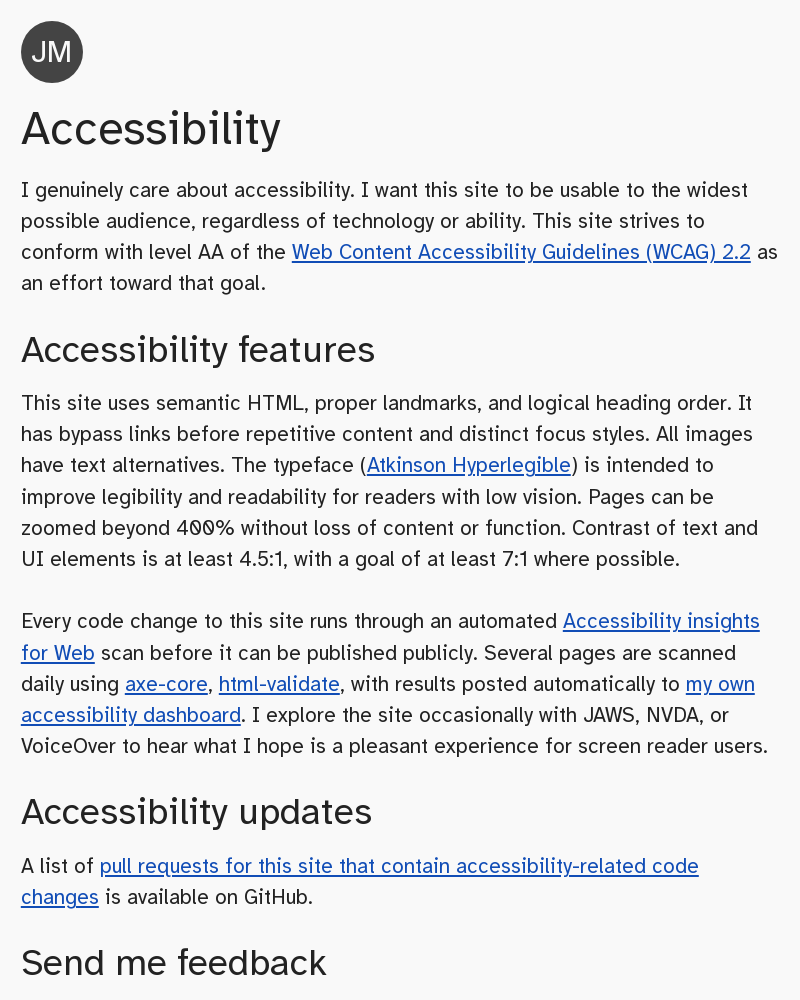 JM
Accessibility
I genuinely care about accessibility. I want this site to be usable to the widest
possible audience, regardless of technology or ability. This site strives to
conform with level AA of the Web Content Accessibility Guidelines (WCAG) 2.2 as
an effort toward that goal.
Accessibility features
This site uses semantic HTML, proper landmarks, and logical heading order. It
has bypass links before repetitive content and distinct focus styles. All images
have text alternatives. The typeface (Atkinson Hyperlegible) is intended to
improve legibility and readability for readers with low vision. Pages can be
zoomed beyond 400% without loss of content or function. Contrast of text and
UI elements is at least 4.5:1, with a goal of at least 7:1 where possible.
Every code change to this site runs through an automated Accessibility insights
for Web scan before it can be published publicly. Several pages are scanned
daily using axe-core, html-validate, with results posted automatically to my own
accessibility dashboard. I explore the site occasionally with JAWS, NVDA, or
VoiceOver to hear what I hope is a pleasant experience for screen reader users.
Accessibility updates
A list of pull requests for this site that contain accessibility-related code
changes is available on GitHub.
Send me feedback